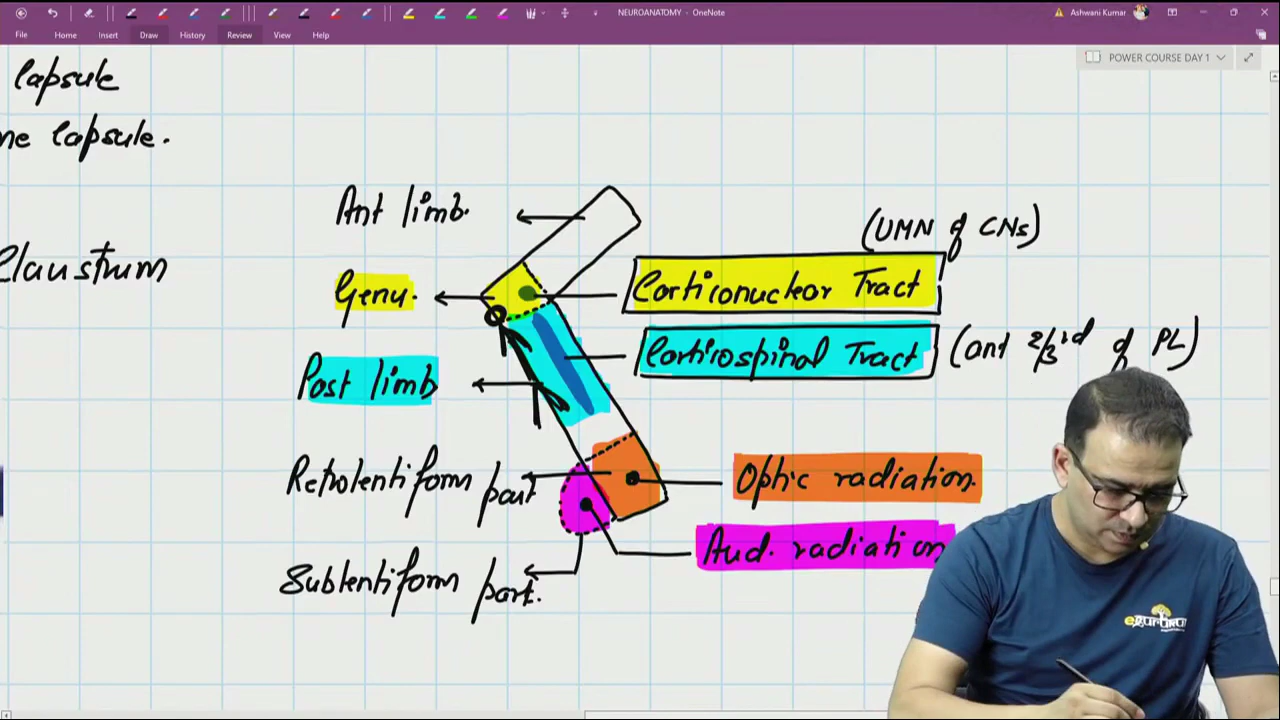 NEUROANATOMY - OneNote
Ashwani Kumar
File Home Insert Draw History Review View Help
POWER COURSE DAY 1
Capsule
me Capsule.
Claustrum
Ant limb.
Genu.
Post limb
Retrolentiform part
Sublentiform part.
(UMN of CNs)
Corticonuclear Tract
Corticospinal Tract (ant 2/3rd of PL)
Optic radiation.
Aud. radiation
egurukul